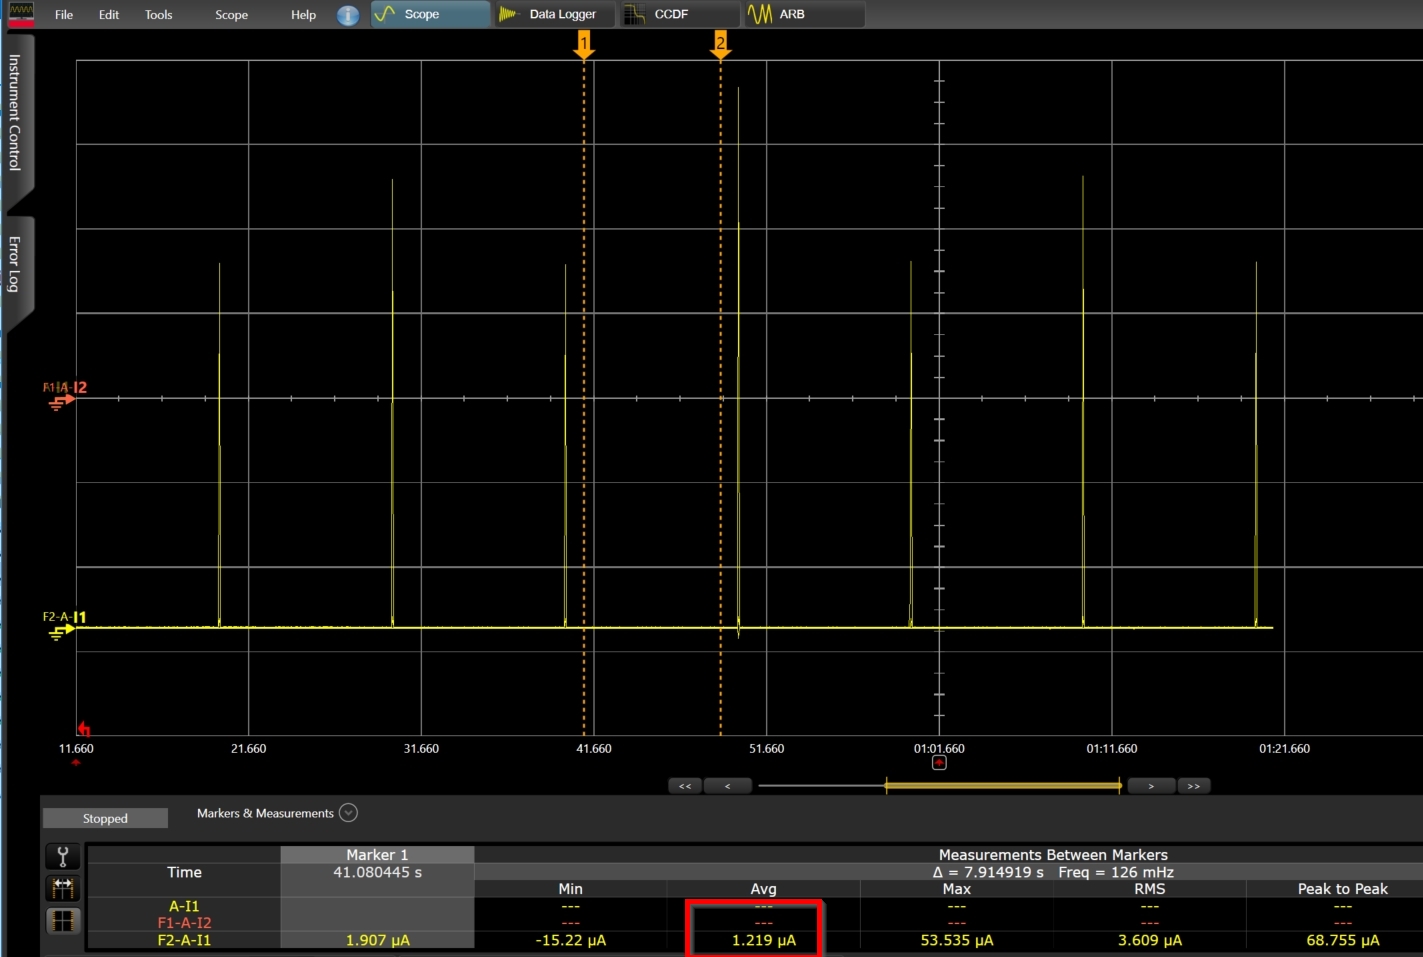 File Edit Tools Scope Help Scope Data Logger CCDF ARB
Instrument Control
Error Log
1 2
F1-A-I2
F2-A-I1
11.660 21.660 31.660 41.660 51.660 01:01.660 01:11.660 01:21.660
<< < > >>
Stopped Markers & Measurements
Marker 1 Measurements Between Markers
Time 41.080445 s Δ = 7.914919 s Freq = 126 mHz
Min Avg Max RMS Peak to Peak
A-I1 --- --- --- --- ---
F1-A-I2 --- --- --- --- ---
F2-A-I1 1.907 µA -15.22 µA 1.219 µA 53.535 µA 3.609 µA 68.755 µA